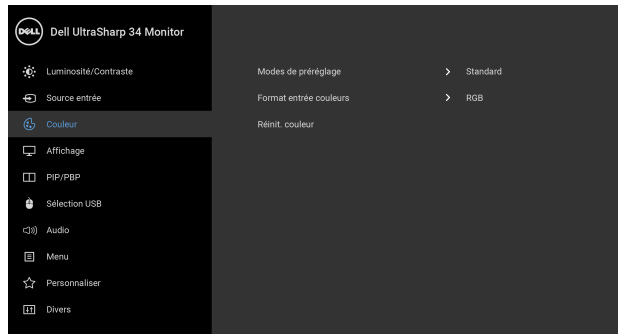 DELL Dell UltraSharp 34 Monitor
Luminosité/Contraste
Modes de préréglage Standard
Source entrée
Format entrée couleurs RGB
Couleur
Réinit. couleur
Affichage
PIP/PBP
Sélection USB
Audio
Menu
Personnaliser
Divers